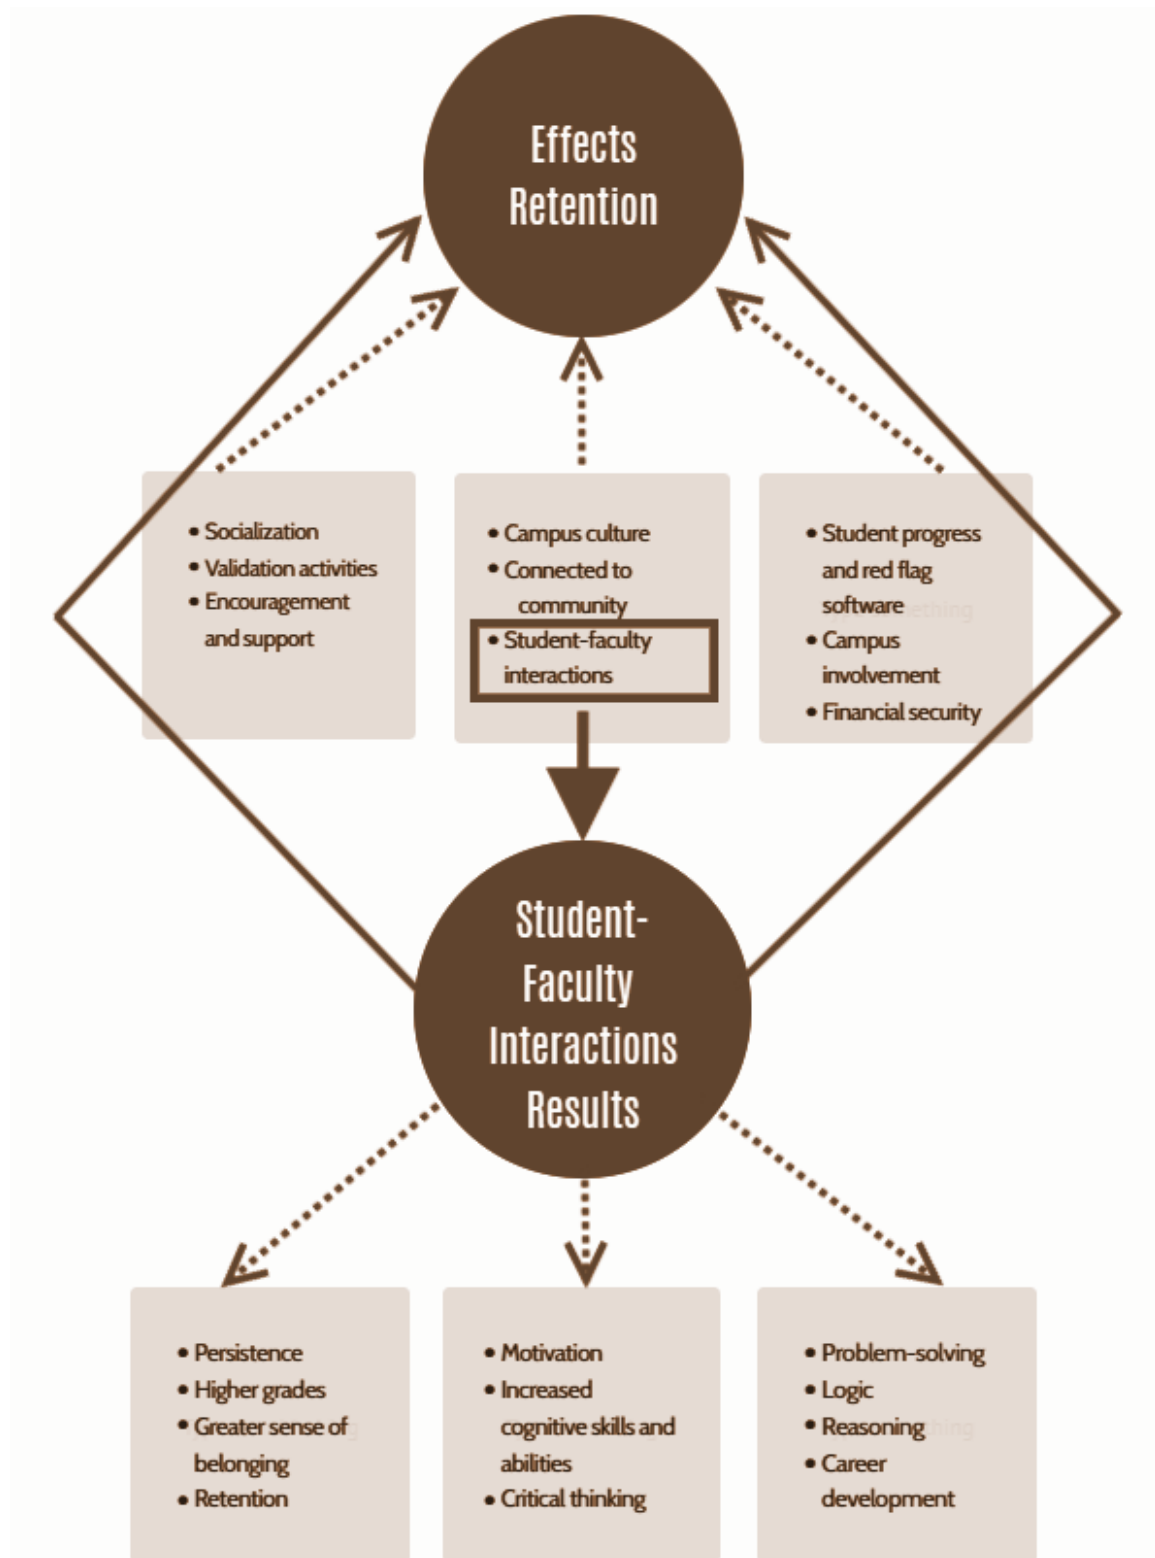 Effects
Retention
• Socialization
• Validation activities
• Encouragement
and support
• Campus culture
• Connected to
community
• Student-faculty
interactions
• Student progress
and red flag
software
• Campus
involvement
• Financial security
Student-
Faculty
Interactions
Results
• Persistence
• Higher grades
• Greater sense of
belonging
• Retention
• Motivation
• Increased
cognitive skills and
abilities
• Critical thinking
• Problem-solving
• Logic
• Reasoning
• Career
development